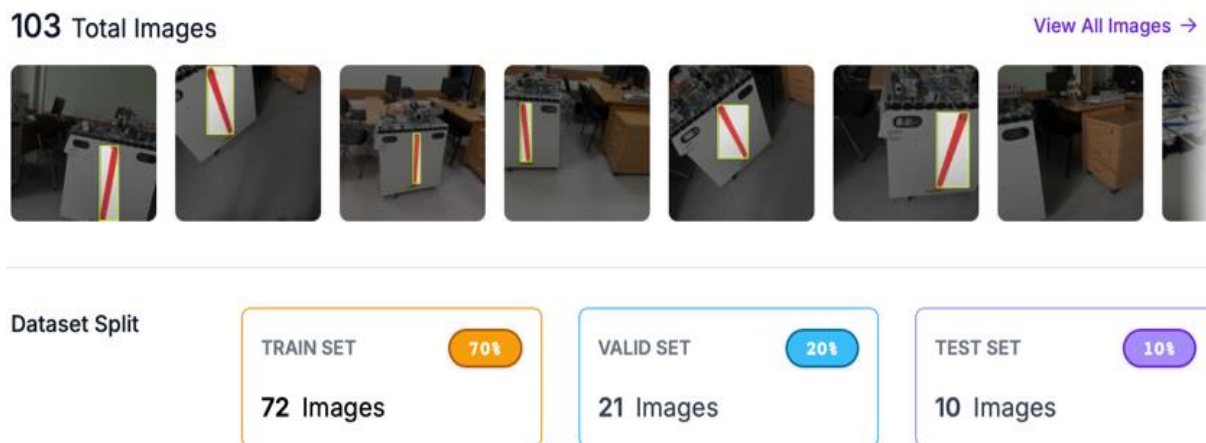 103 Total Images
View All Images →
Dataset Split
TRAIN SET
70%
72 Images
VALID SET
20%
21 Images
TEST SET
10%
10 Images